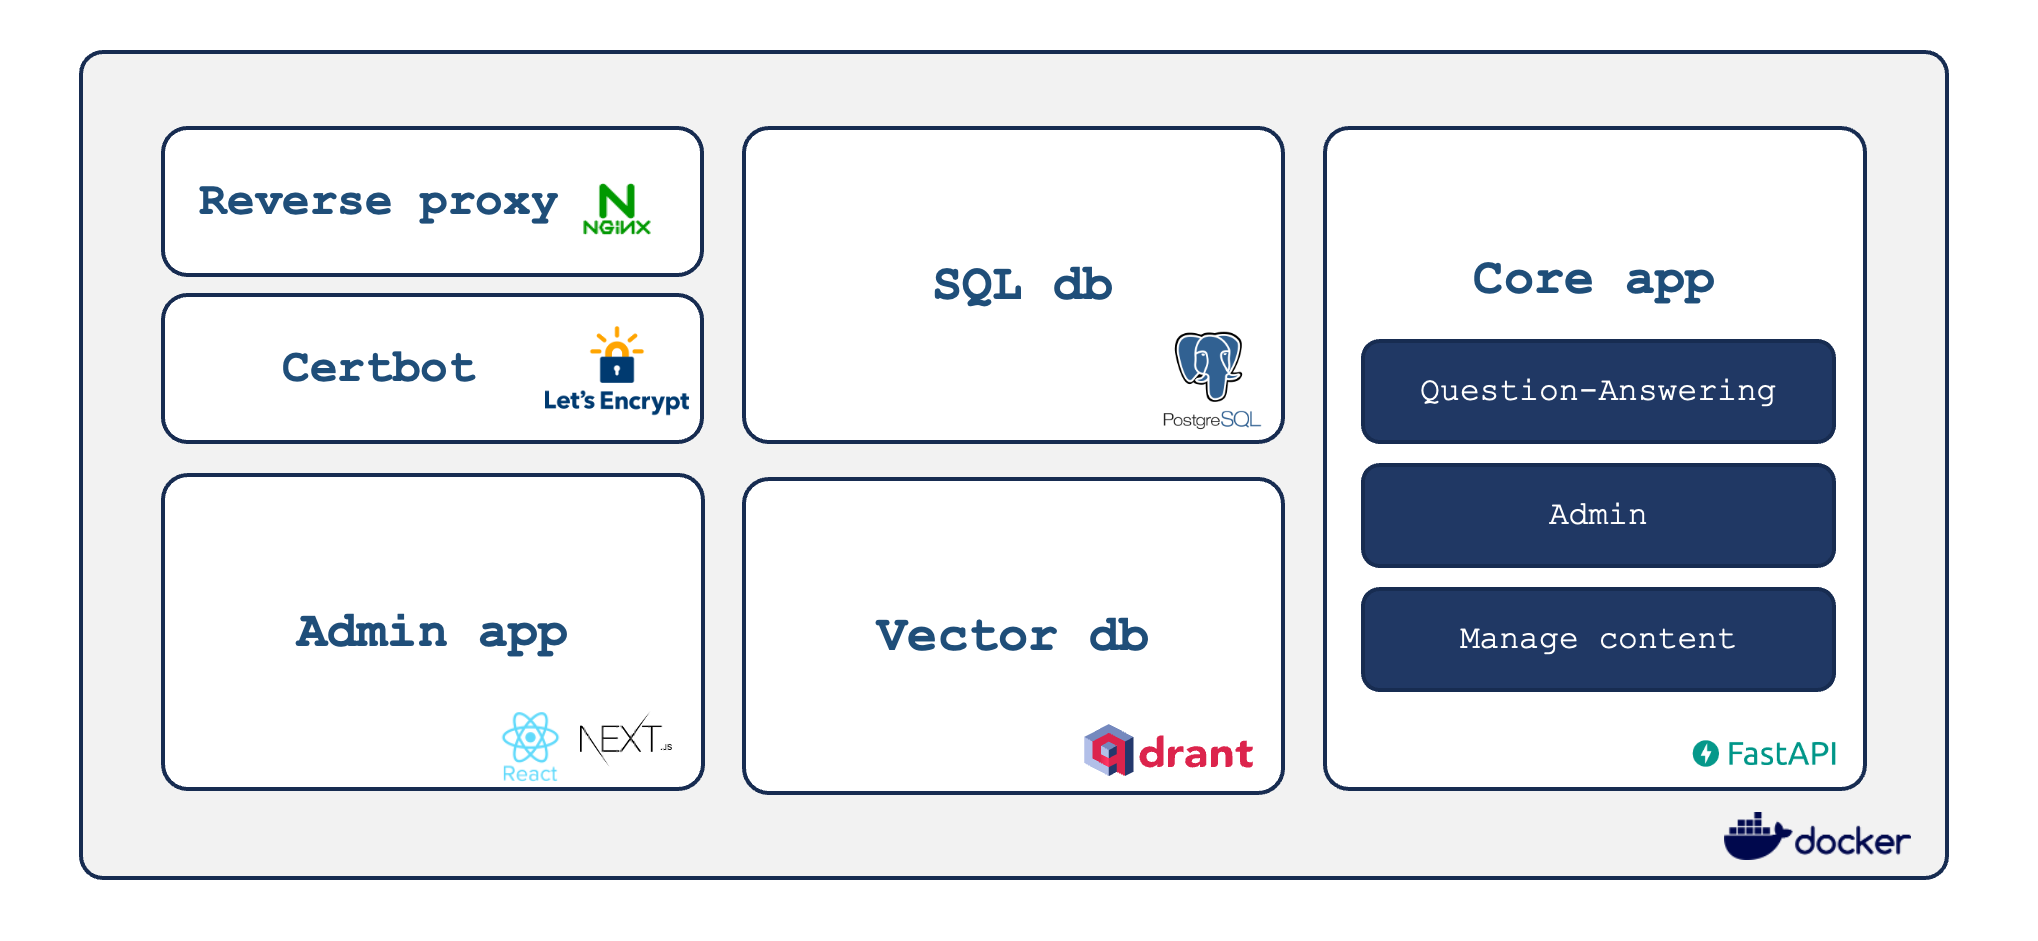 Reverse proxy
NGINX
Certbot
Let's Encrypt
Admin app
React
NEXT.JS
SQL db
PostgreSQL
Vector db
qdrant
Core app
Question-Answering
Admin
Manage content
FastAPI
docker